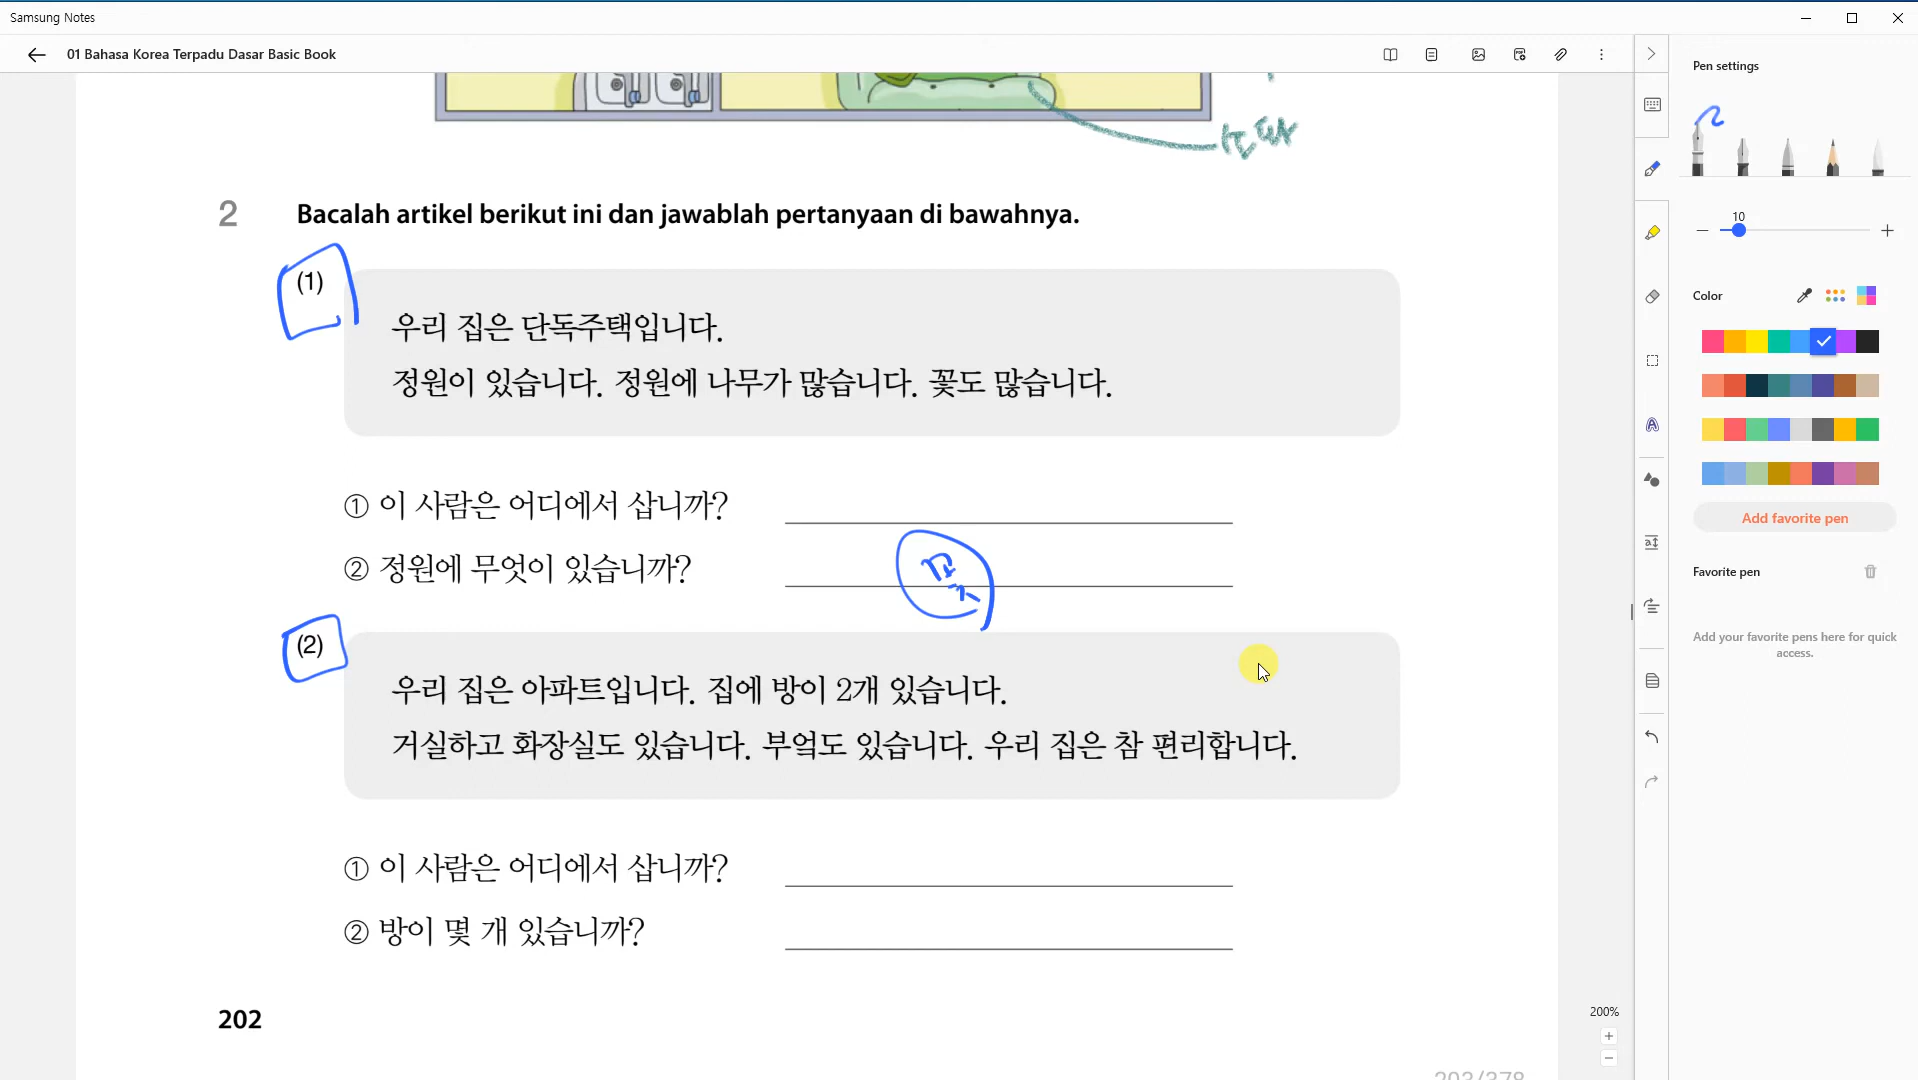 Samsung Notes
01 Bahasa Korea Terpadu Dasar Basic Book
Pen settings
10
2 Bacalah artikel berikut ini dan jawablah pertanyaan di bawahnya.
(1)
우리 집은 단독주택입니다.
정원이 있습니다. 정원에 나무가 많습니다. 꽃도 많습니다.
① 이 사람은 어디에서 삽니까?
② 정원에 무엇이 있습니까?
(2)
우리 집은 아파트입니다. 집에 방이 2개 있습니다.
거실하고 화장실도 있습니다. 부엌도 있습니다. 우리 집은 참 편리합니다.
① 이 사람은 어디에서 삽니까?
② 방이 몇 개 있습니까?
202
203/378
200%
Color
Add favorite pen
Favorite pen
Add your favorite pens here for quick
access.